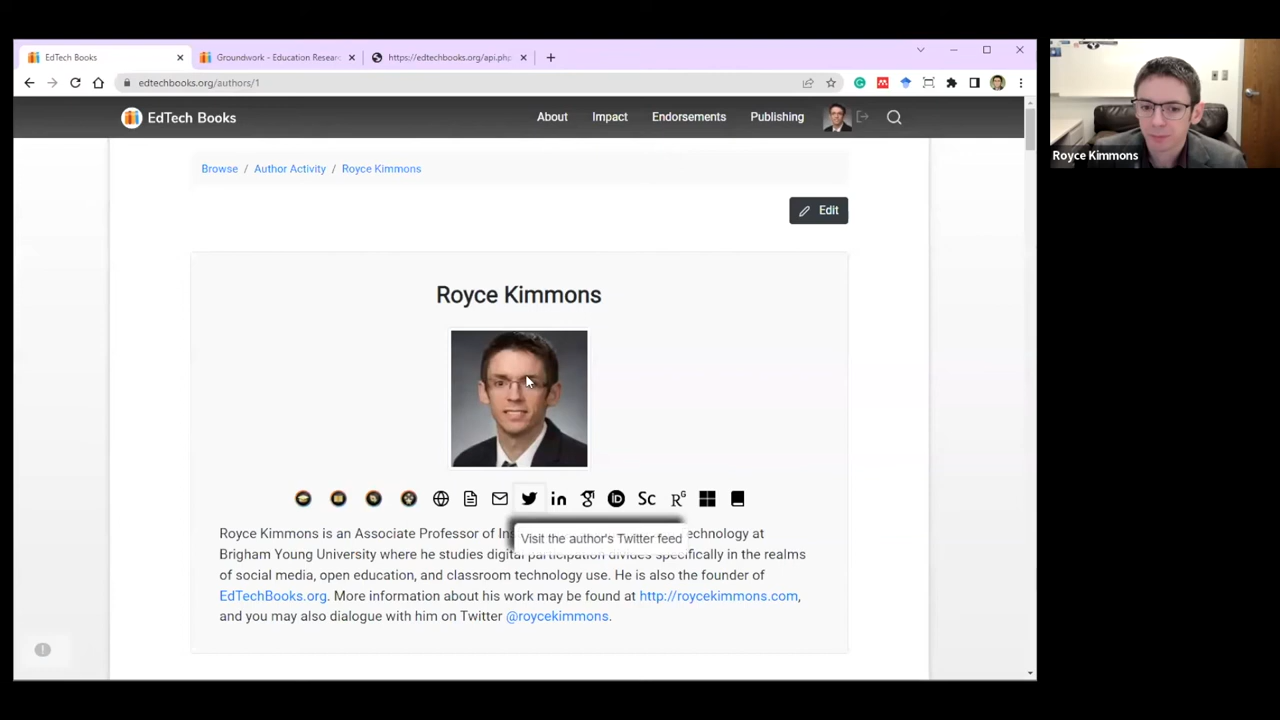 EdTech Books
Groundwork - Education Resear
https://edtechbooks.org/api.php
edtechbooks.org/authors/1
EdTech Books
About
Impact
Endorsements
Publishing
Browse / Author Activity / Royce Kimmons
Edit
Royce Kimmons
in
iD
Sc
RG
Royce Kimmons is an Associate Professor of Ins echnology at
Visit the author's Twitter feed
Brigham Young University where he studies digital participation divides specifically in the realms
of social media, open education, and classroom technology use. He is also the founder of
EdTechBooks.org. More information about his work may be found at http://roycekimmons.com,
and you may also dialogue with him on Twitter @roycekimmons.
Royce Kimmons